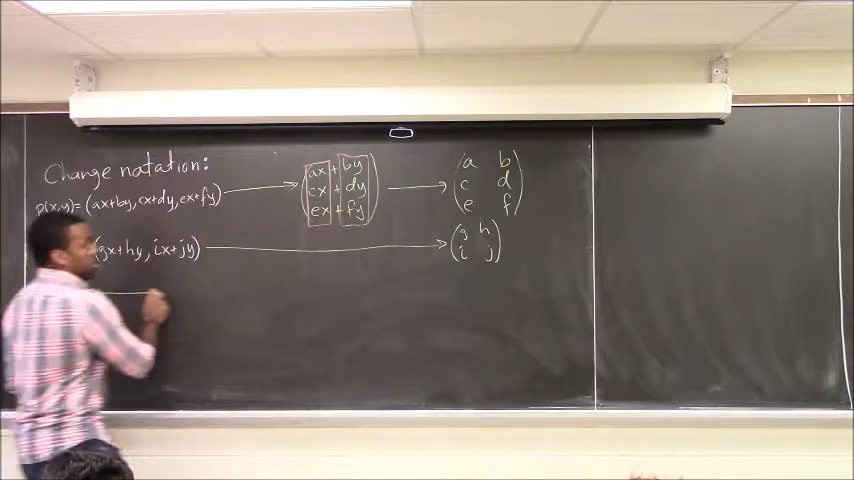 Change notation:
p(x,y)=(ax+by, cx+dy, ex+fy) → (ax+by → (a b
cx+dy c d
ex+fy) e f)
(gx+hy, ix+jy) → (g h
i j)